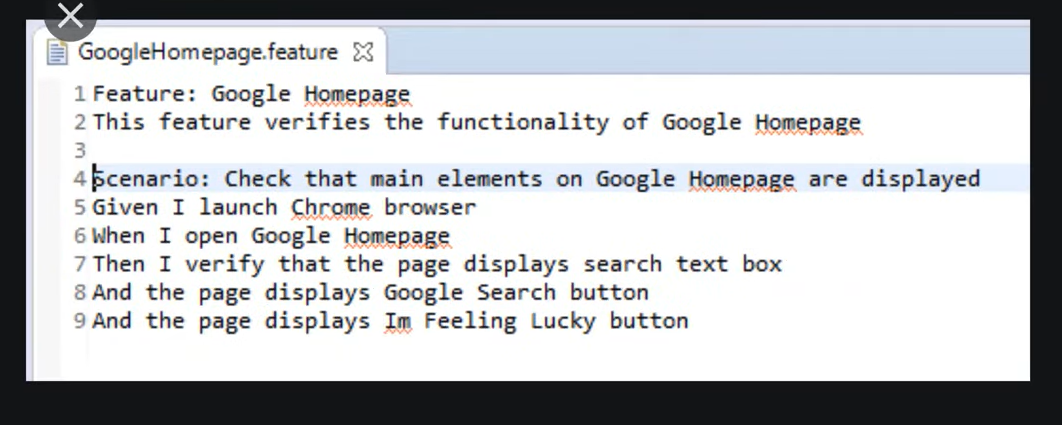 GoogleHomepage.feature
1 Feature: Google Homepage
2 This feature verifies the functionality of Google Homepage
3
4 Scenario: Check that main elements on Google Homepage are displayed
5 Given I launch Chrome browser
6 When I open Google Homepage
7 Then I verify that the page displays search text box
8 And the page displays Google Search button
9 And the page displays Im Feeling Lucky button